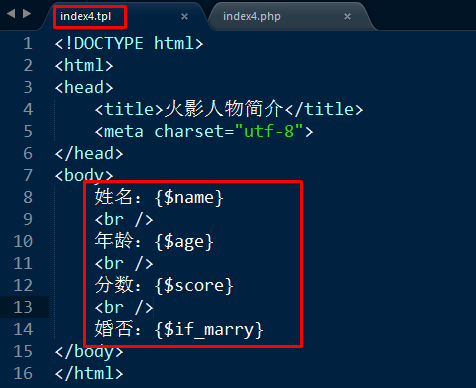 index4.tpl × index4.php ×
1 <!DOCTYPE html>
2 <html>
3 <head>
4 <title>火影人物简介</title>
5 <meta charset="utf-8">
6 </head>
7 <body>
8 姓名：{$name}
9 <br />
10 年龄：{$age}
11 <br />
12 分数：{$score}
13 <br />
14 婚否：{$if_marry}
15 </body>
16 </html>